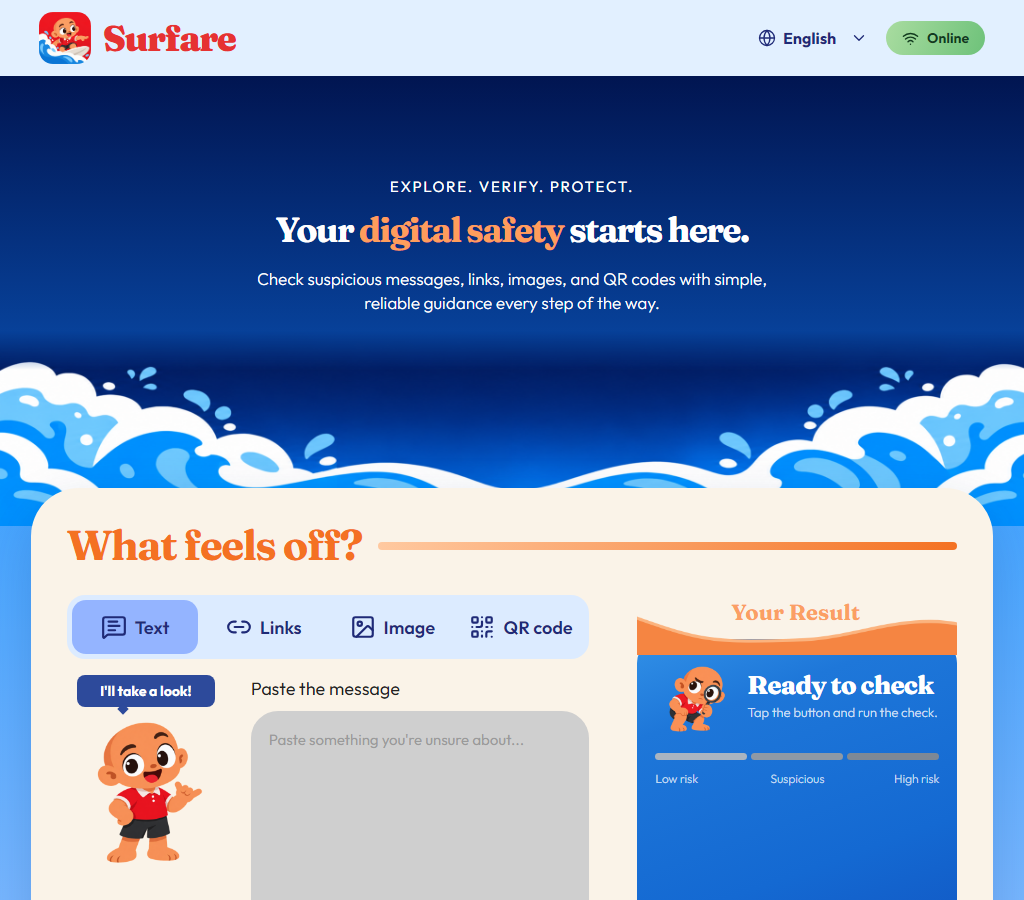 Surfare
English
Online
EXPLORE. VERIFY. PROTECT.
Your digital safety starts here.
Check suspicious messages, links, images, and QR codes with simple,
reliable guidance every step of the way.
What feels off?
Text
Links
Image
QR code
I'll take a look!
Paste the message
Paste something you're unsure about...
Your Result
Ready to check
Tap the button and run the check.
Low risk
Suspicious
High risk